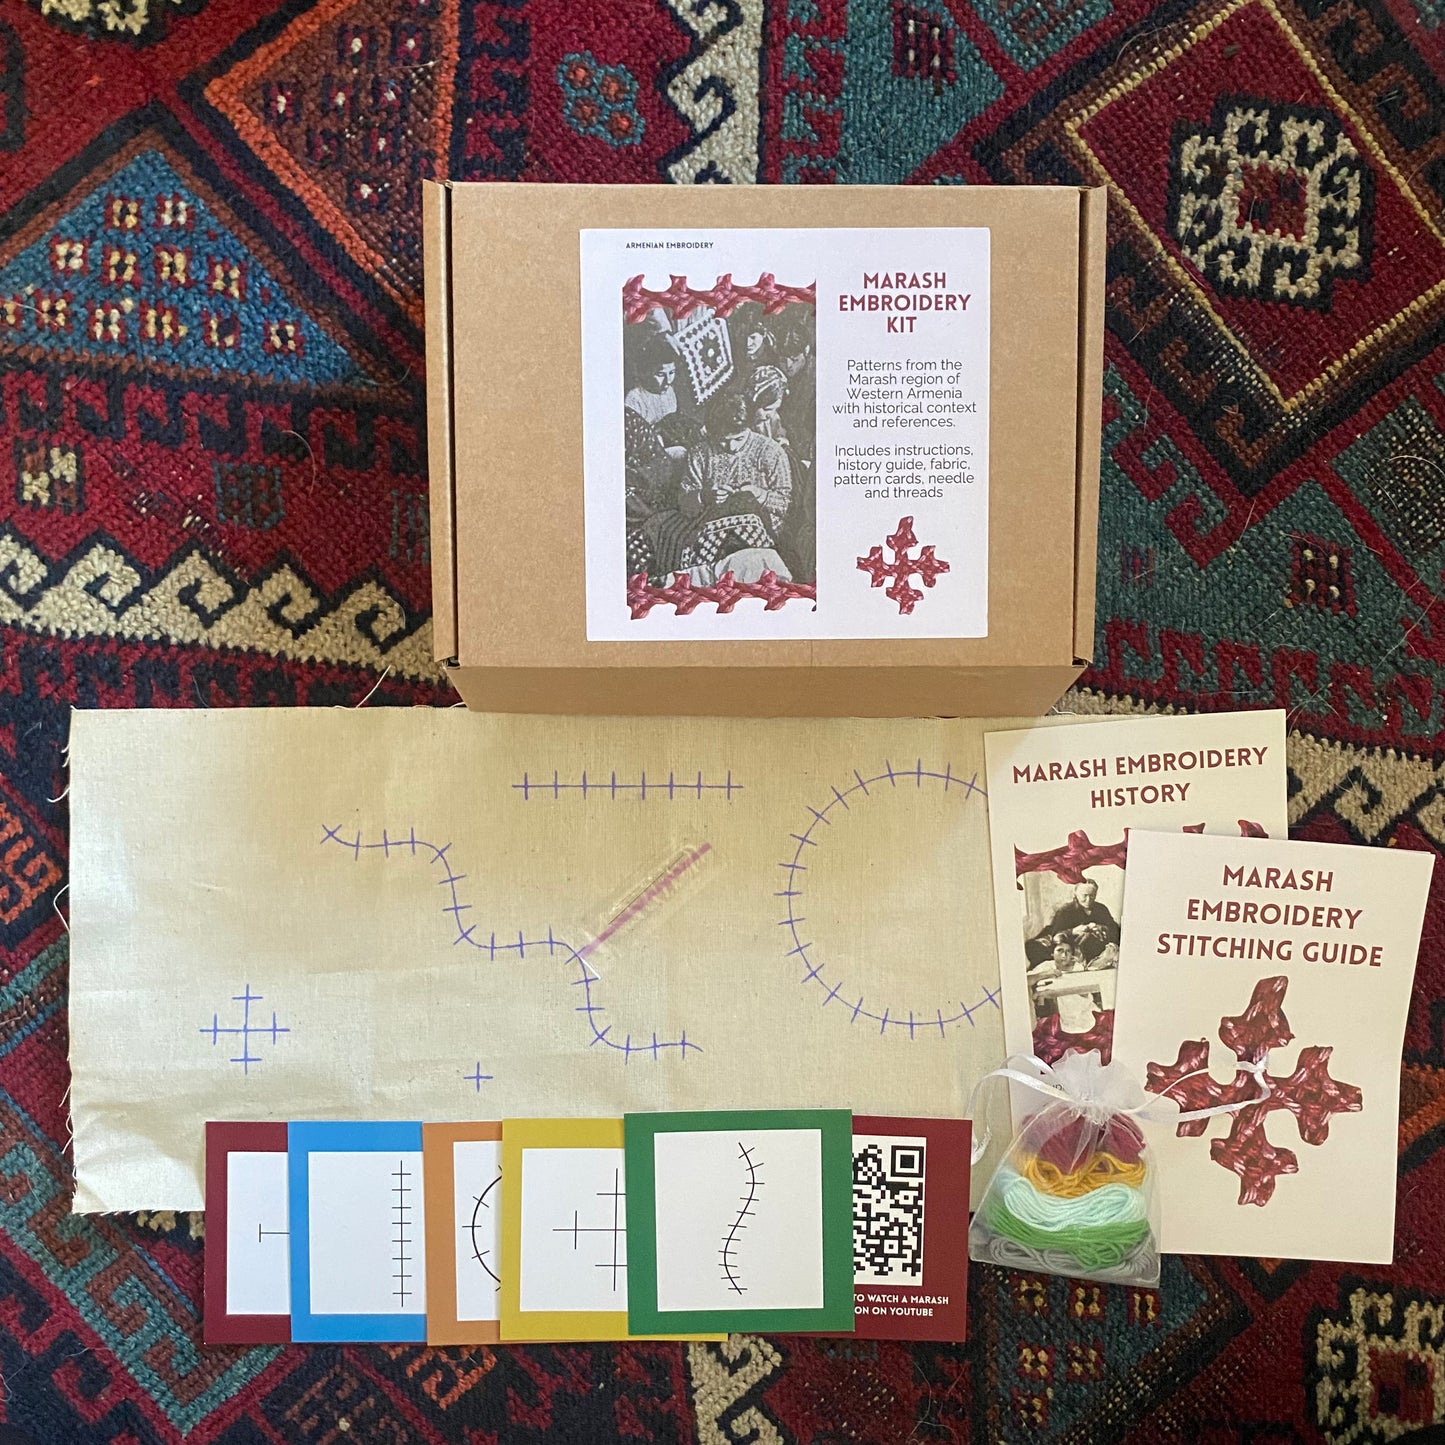 ARMENIAN EMBROIDERY
MARASH
EMBROIDERY
KIT
Patterns from the
Marash region of
Western Armenia
with historical context
and references.
Includes instructions,
history guide, fabric,
pattern cards, needle
and threads
MARASH EMBROIDERY
HISTORY
MARASH
EMBROIDERY
STITCHING GUIDE
TO WATCH A MARASH
ON YOUTUBE